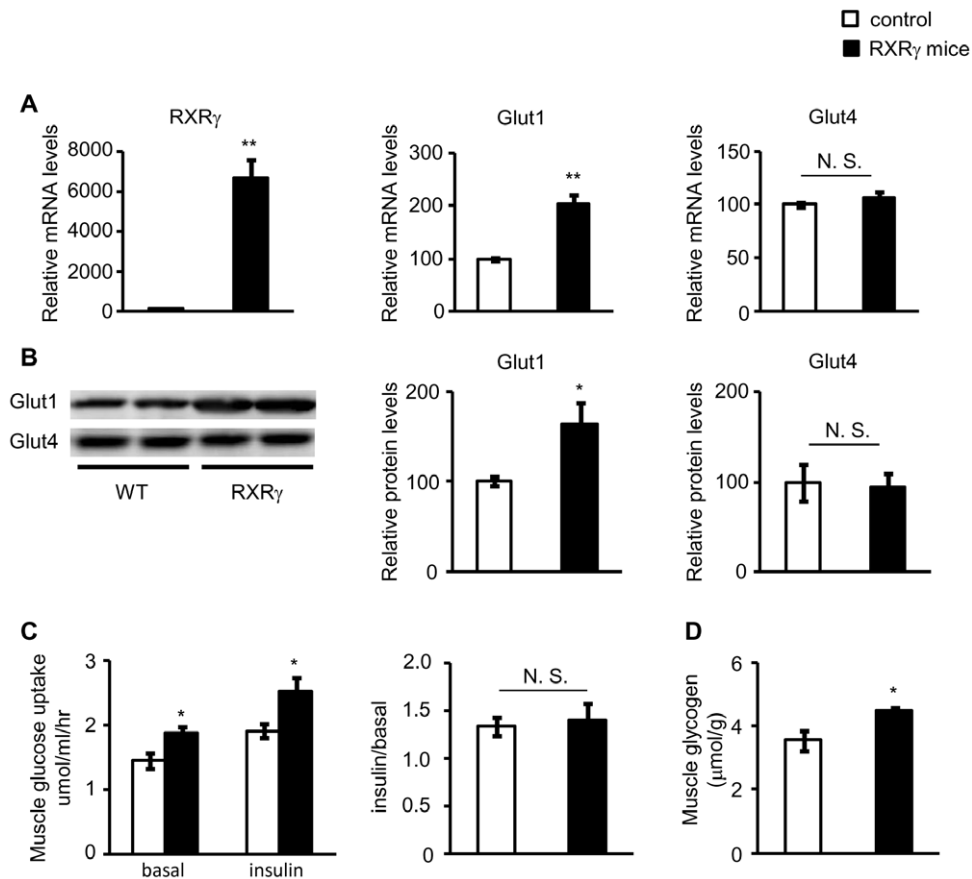 control
RXRγ mice
A
RXRγ
Relative mRNA levels
8000
6000
4000
2000
0
**
Glut1
Relative mRNA levels
300
200
100
0
**
Glut4
Relative mRNA levels
150
100
50
0
N. S.
B
Glut1
Glut4
WT RXRγ
Glut1
Relative protein levels
200
100
0
*
Glut4
Relative protein levels
200
100
0
N. S.
C
Muscle glucose uptake
umol/ml/hr
3
2
1
0
*
*
basal insulin
insulin/basal
2.0
1.5
1.0
0.5
0
N. S.
D
Muscle glycogen
(μmol/g)
6
4
2
0
*